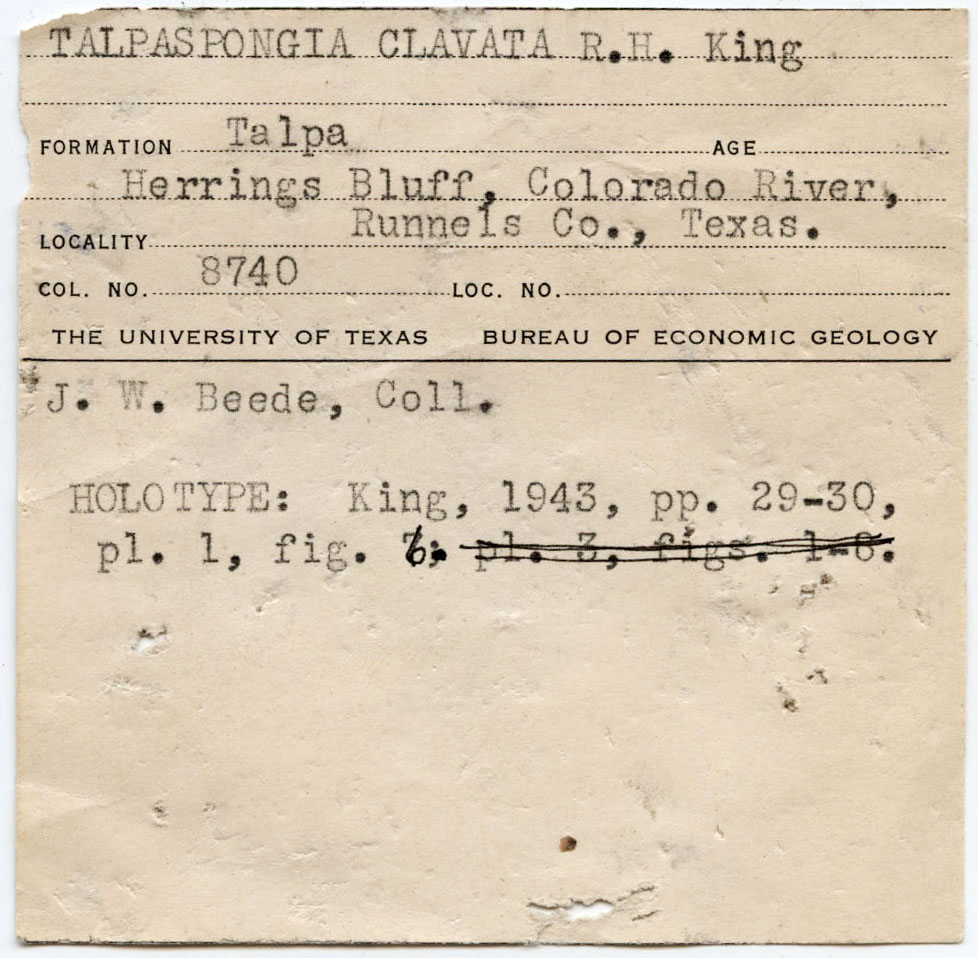 TALPASPONGIA CLAVATA R.H. King
FORMATION Talpa AGE
Herrings Bluff, Colorado River,
Runnels Co., Texas.
LOCALITY
COL. NO. 8740 LOC. NO.
THE UNIVERSITY OF TEXAS BUREAU OF ECONOMIC GEOLOGY
J. W. Beede, Coll.
HOLOTYPE: King, 1943, pp. 29-30,
pl. 1, fig. 6; pl. 3, figs. 1-8.